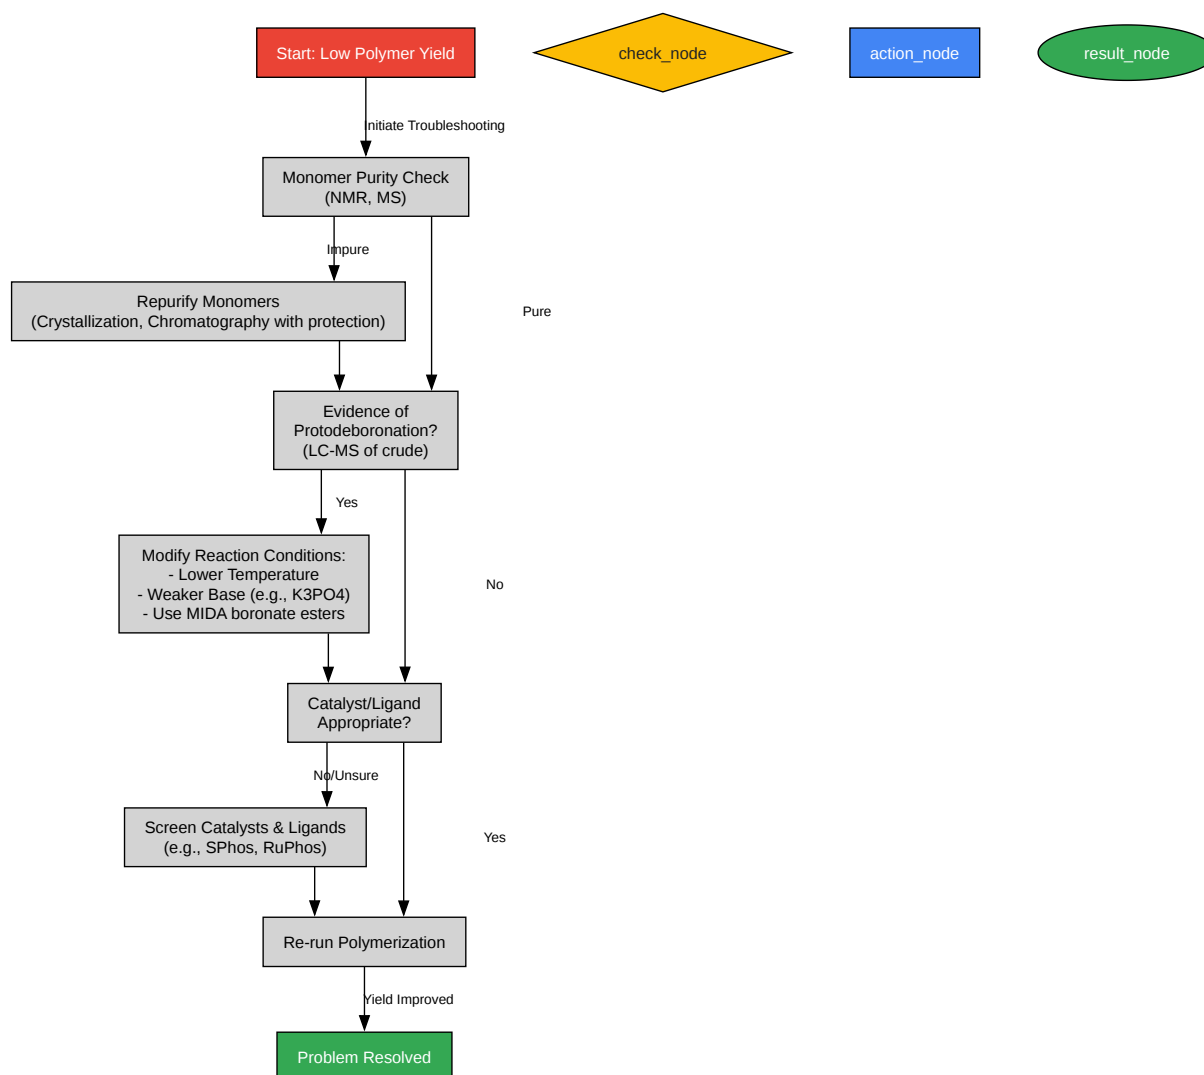 Start: Low Polymer Yield
check_node
action_node
result_node
Initiate Troubleshooting
Monomer Purity Check
(NMR, MS)
Impure
Repurify Monomers
(Crystallization, Chromatography with protection)
Pure
Evidence of
Protodeboronation?
(LC-MS of crude)
Yes
Modify Reaction Conditions:
- Lower Temperature
- Weaker Base (e.g., K3PO4)
- Use MIDA boronate esters
No
Catalyst/Ligand
Appropriate?
No/Unsure
Screen Catalysts & Ligands
(e.g., SPhos, RuPhos)
Yes
Re-run Polymerization
Yield Improved
Problem Resolved